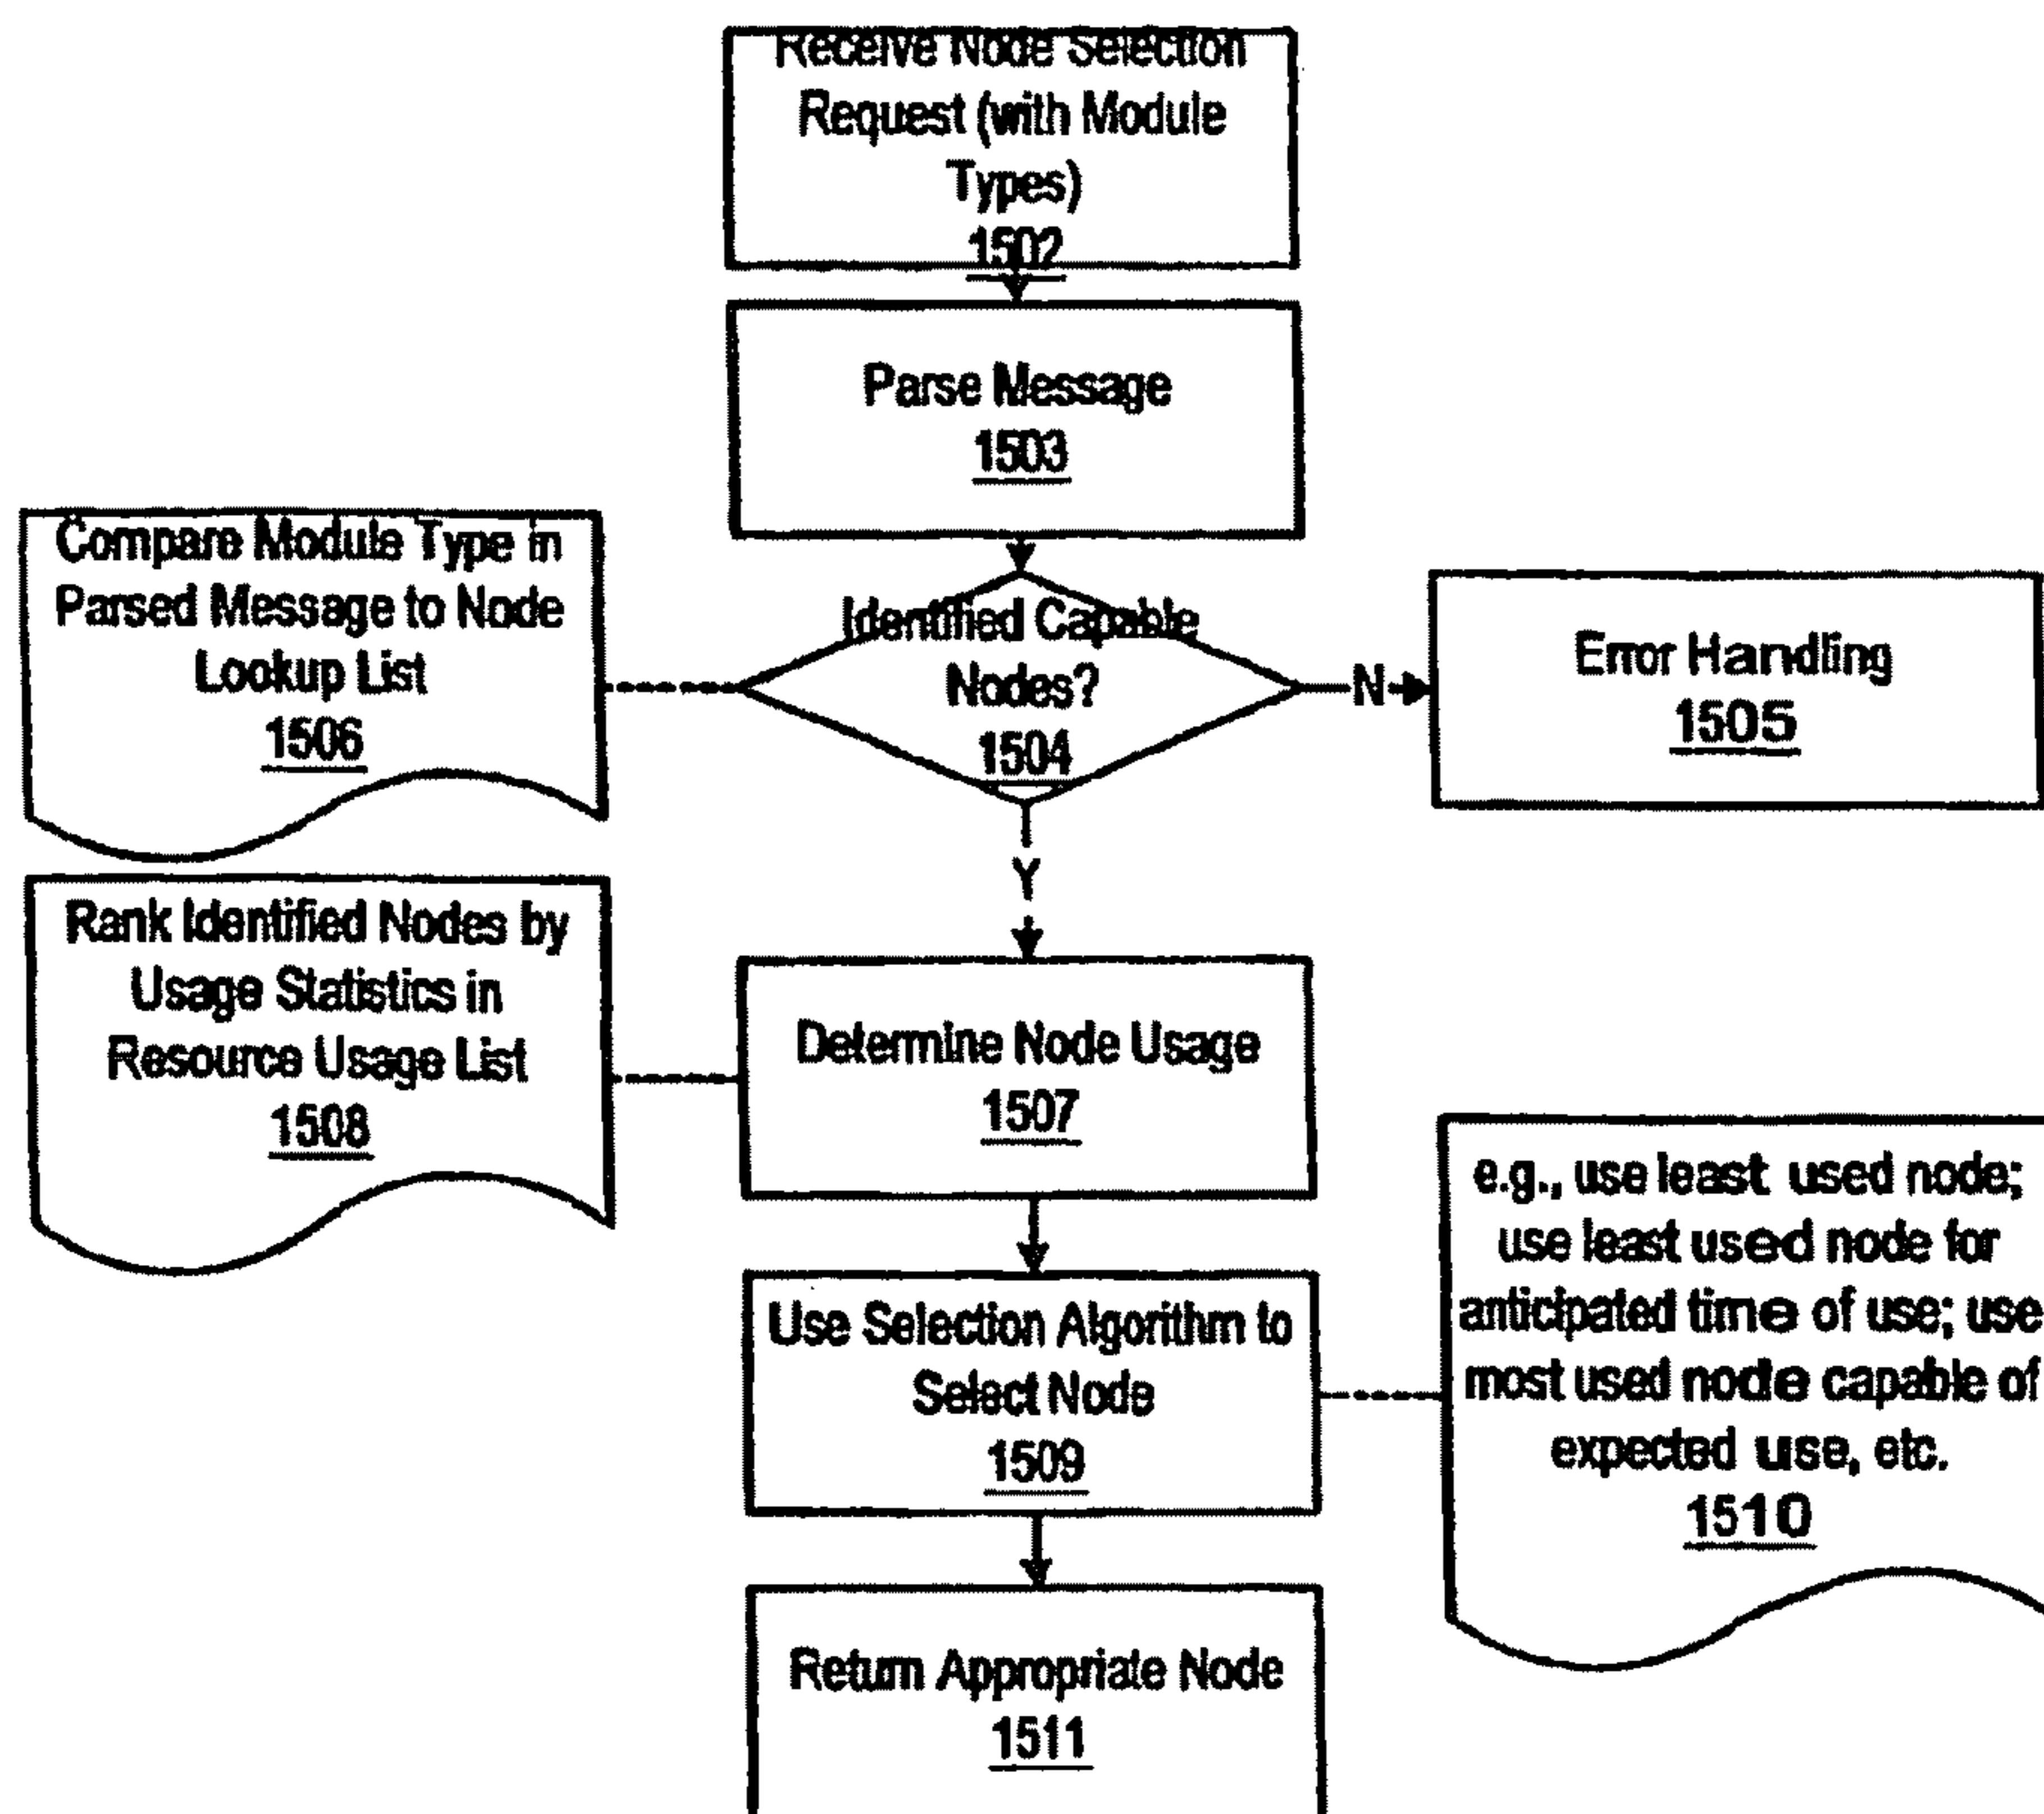 Receive Node Selection
Request (with Module
Types)
1502
Parse Message
1503
Compare Module Type in
Parsed Message to Node
Lookup List
1506
Identified Capable
Nodes?
1504
N
Error Handling
1505
Y
Rank Identified Nodes by
Usage Statistics in
Resource Usage List
1508
Determine Node Usage
1507
e.g., use least used node;
use least used node for
anticipated time of use; use
most used node capable of
expected use, etc.
1510
Use Selection Algorithm to
Select Node
1509
Return Appropriate Node
1511